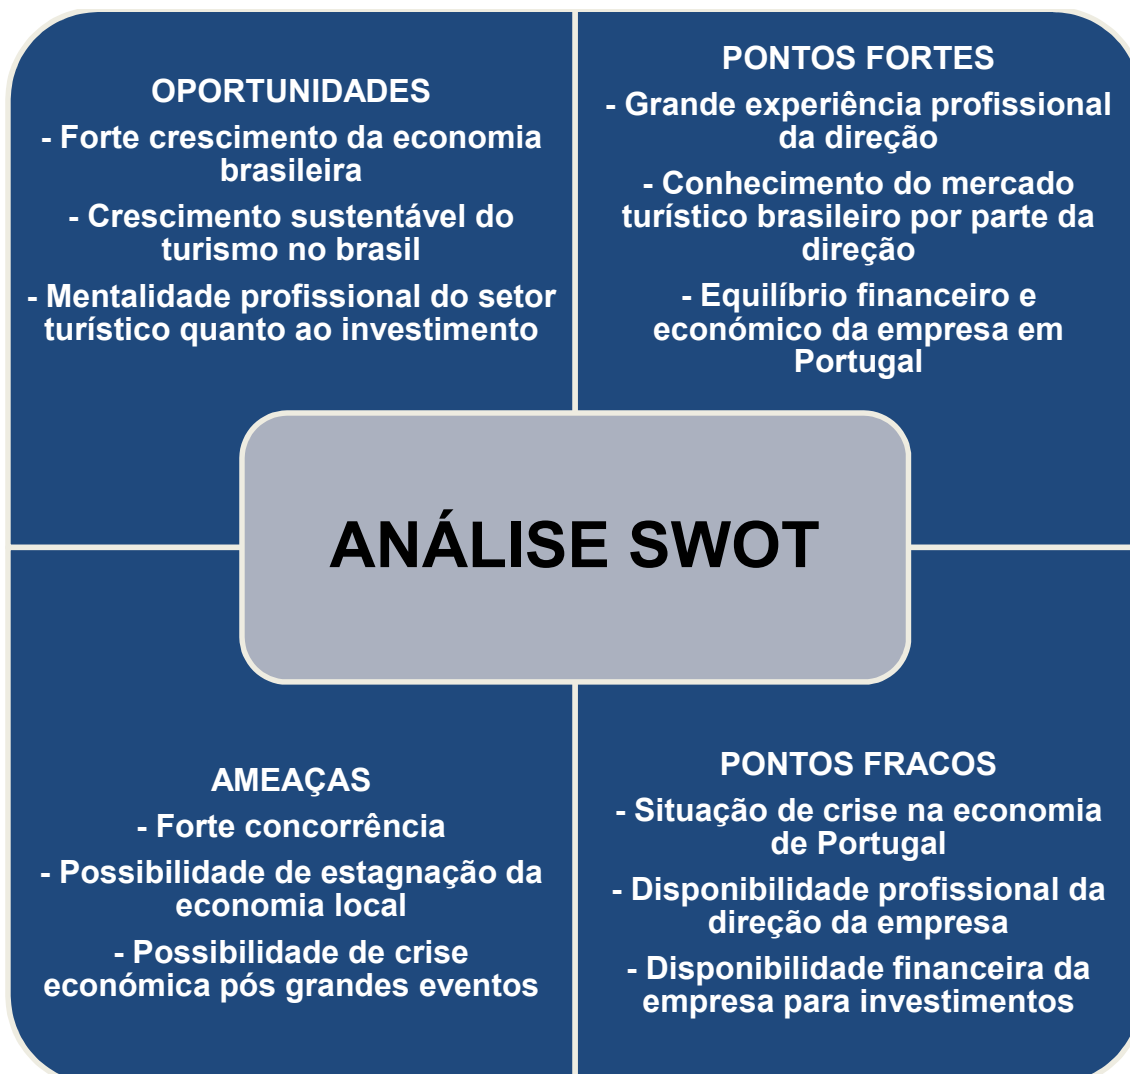 OPORTUNIDADES
- Forte crescimento da economia
brasileira
- Crescimento sustentável do
turismo no brasil
- Mentalidade profissional do setor
turístico quanto ao investimento
PONTOS FORTES
- Grande experiência profissional
da direção
- Conhecimento do mercado
turístico brasileiro por parte da
direção
- Equilíbrio financeiro e
económico da empresa em
Portugal
ANÁLISE SWOT
AMEAÇAS
- Forte concorrência
- Possibilidade de estagnação da
economia local
- Possibilidade de crise
económica pós grandes eventos
PONTOS FRACOS
- Situação de crise na economia
de Portugal
- Disponibilidade profissional da
direção da empresa
- Disponibilidade financeira da
empresa para investimentos